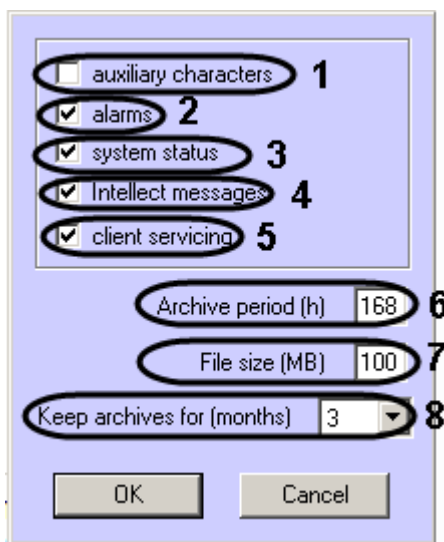 auxiliary characters 1
alarms 2
system status 3
Intellect messages 4
client servicing 5
Archive period (h) 168 6
File size (MB) 100 7
Keep archives for (months) 3 8
OK Cancel